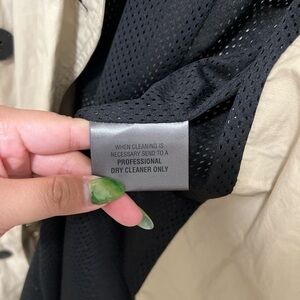 WHEN CLEANING IS
NECESSARY SEND TO A
PROFESSIONAL
DRY CLEANER ONLY